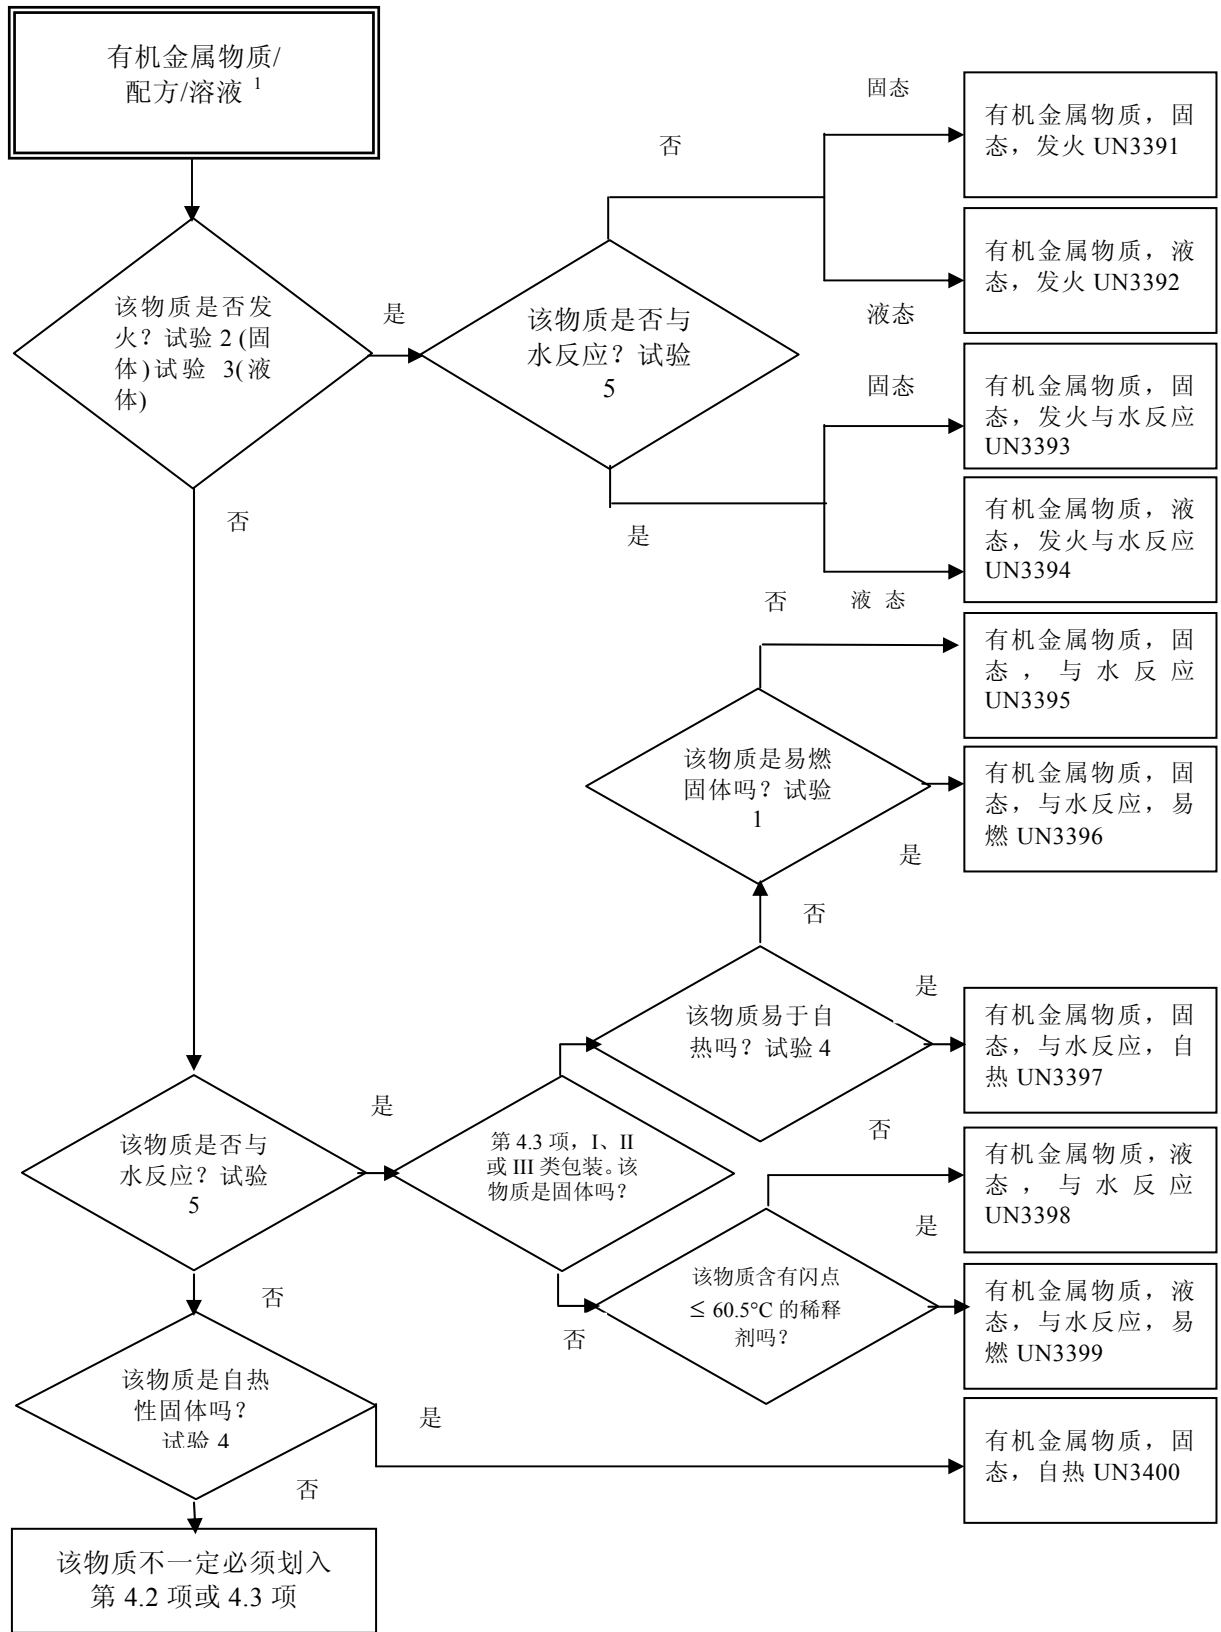 有机金属物质/
配方/溶液 1
固态
有机金属物质，固
态，发火 UN3391
否
有机金属物质，液
态，发火 UN3392
液态
该物质是否发
火？试验 2 (固
体)试验 3(液
体)
是
该物质是否与
水反应？试验
5
固态
有机金属物质，固
态，发火与水反应
UN3393
否
是
有机金属物质，液
态，发火与水反应
UN3394
否
液 态
有机金属物质，固
态，与水反应
UN3395
该物质是易燃
固体吗？试验
1
有机金属物质，固
态，与水反应，易
燃 UN3396
是
否
该物质易于自
热吗？试验 4
是
有机金属物质，固
态，与水反应，自
热 UN3397
该物质是否与
水反应？试验
5
是
第 4.3 项，I、II
或 III 类包装。该
物质是固体吗？
否
有机金属物质，液
态，与水反应
UN3398
是
否
该物质含有闪点
≤ 60.5°C 的稀释
剂吗？
有机金属物质，液
态，与水反应，易
燃 UN3399
否
该物质是自热
性固体吗？
试验 4
是
有机金属物质，固
态，自热 UN3400
否
该物质不一定必须划入
第 4.2 项或 4.3 项